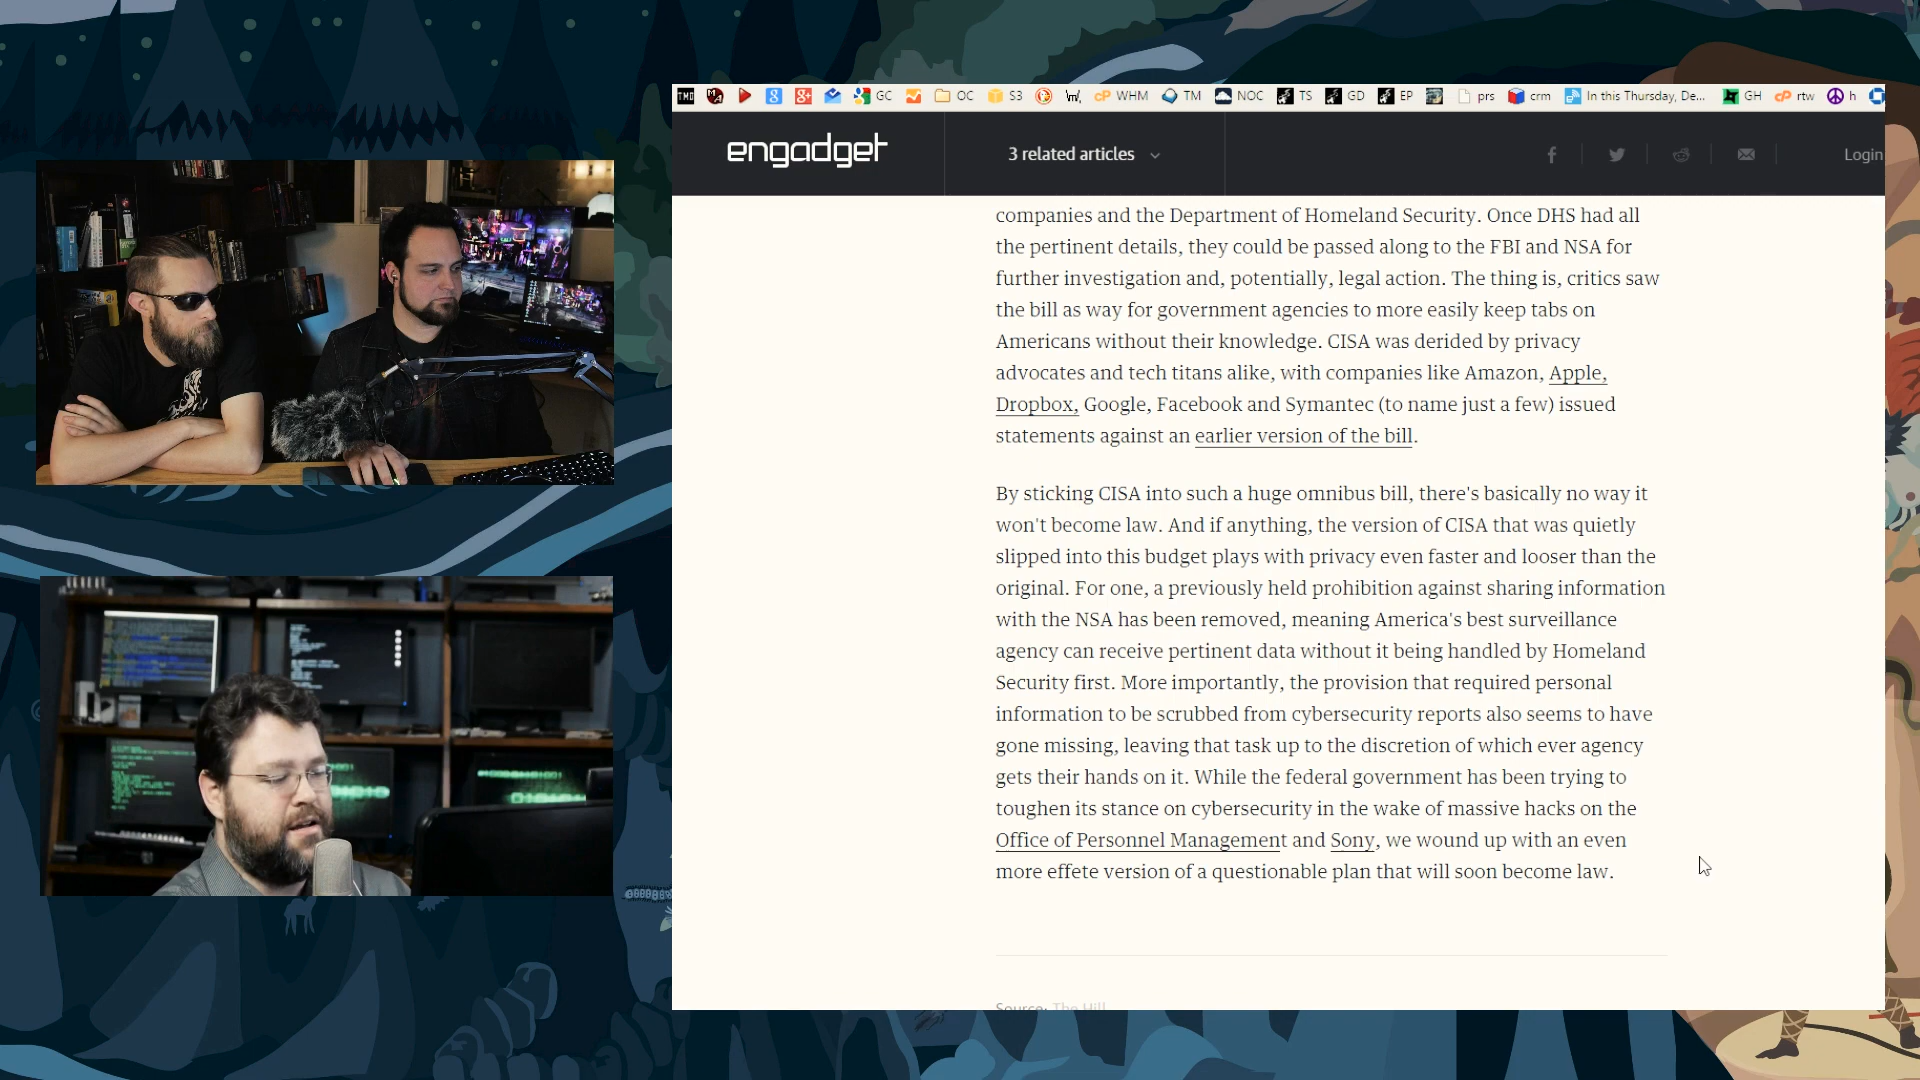 TMD GC OC S3 \m/ cP WHM TM NOC TS GD EP prs crm In this Thursday, De... GH cP rtw h
engadget 3 related articles Login
companies and the Department of Homeland Security. Once DHS had all
the pertinent details, they could be passed along to the FBI and NSA for
further investigation and, potentially, legal action. The thing is, critics saw
the bill as way for government agencies to more easily keep tabs on
Americans without their knowledge. CISA was derided by privacy
advocates and tech titans alike, with companies like Amazon, Apple,
Dropbox, Google, Facebook and Symantec (to name just a few) issued
statements against an earlier version of the bill.
By sticking CISA into such a huge omnibus bill, there's basically no way it
won't become law. And if anything, the version of CISA that was quietly
slipped into this budget plays with privacy even faster and looser than the
original. For one, a previously held prohibition against sharing information
with the NSA has been removed, meaning America's best surveillance
agency can receive pertinent data without it being handled by Homeland
Security first. More importantly, the provision that required personal
information to be scrubbed from cybersecurity reports also seems to have
gone missing, leaving that task up to the discretion of which ever agency
gets their hands on it. While the federal government has been trying to
toughen its stance on cybersecurity in the wake of massive hacks on the
Office of Personnel Management and Sony, we wound up with an even
more effete version of a questionable plan that will soon become law.
Source: The Hill